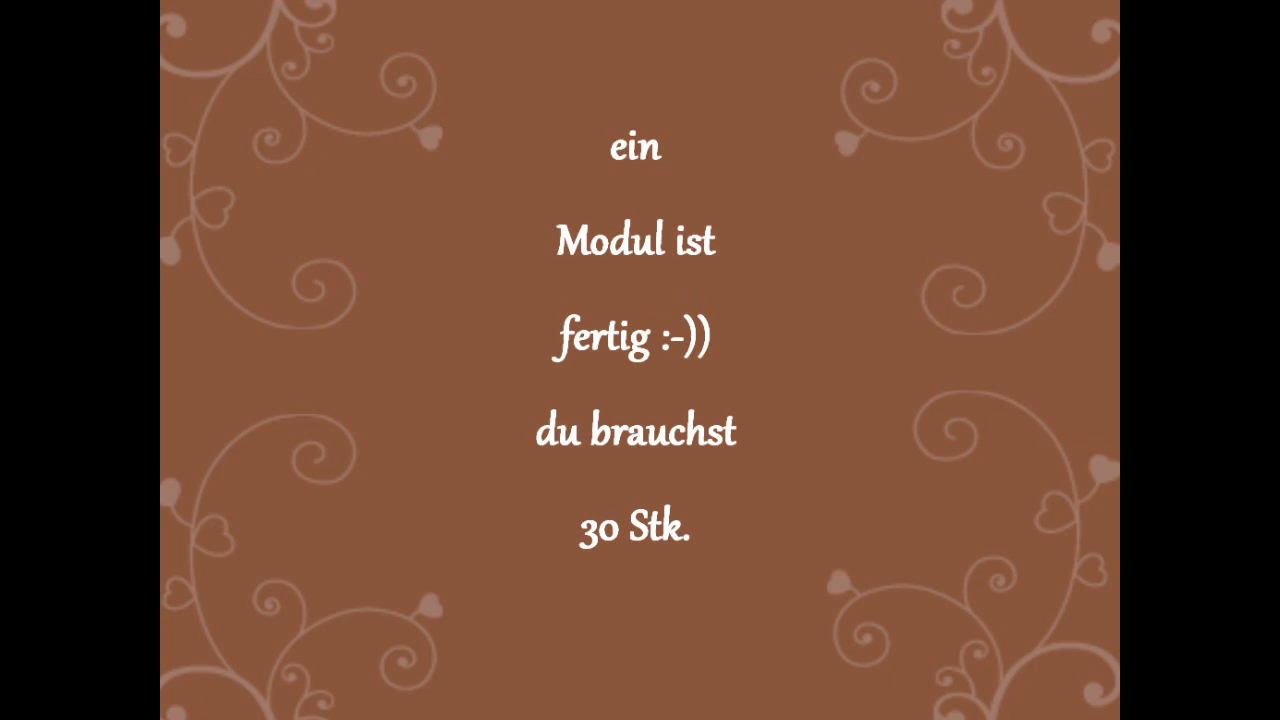 ein
Modul ist
fertig :-))
du brauchst
30 Stk.